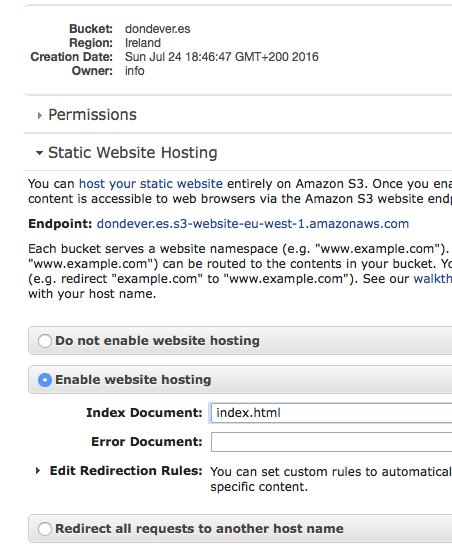 Bucket: dondever.es
Region: Ireland
Creation Date: Sun Jul 24 18:46:47 GMT+200 2016
Owner: info
Permissions
Static Website Hosting
You can host your static website entirely on Amazon S3. Once you
content is accessible to web browsers via the Amazon S3 website
Endpoint: dondever.es.s3-website-eu-west-1.amazonaws.com
Each bucket serves a website namespace (e.g. "www.example.com").
"www.example.com") can be routed to the contents in your bucket.
(e.g. redirect "example.com" to "www.example.com"). See our
with your host name.
Do not enable website hosting
Enable website hosting
Index Document: index.html
Error Document:
Edit Redirection Rules: You can set custom rules to
specific content.
Redirect all requests to another host name